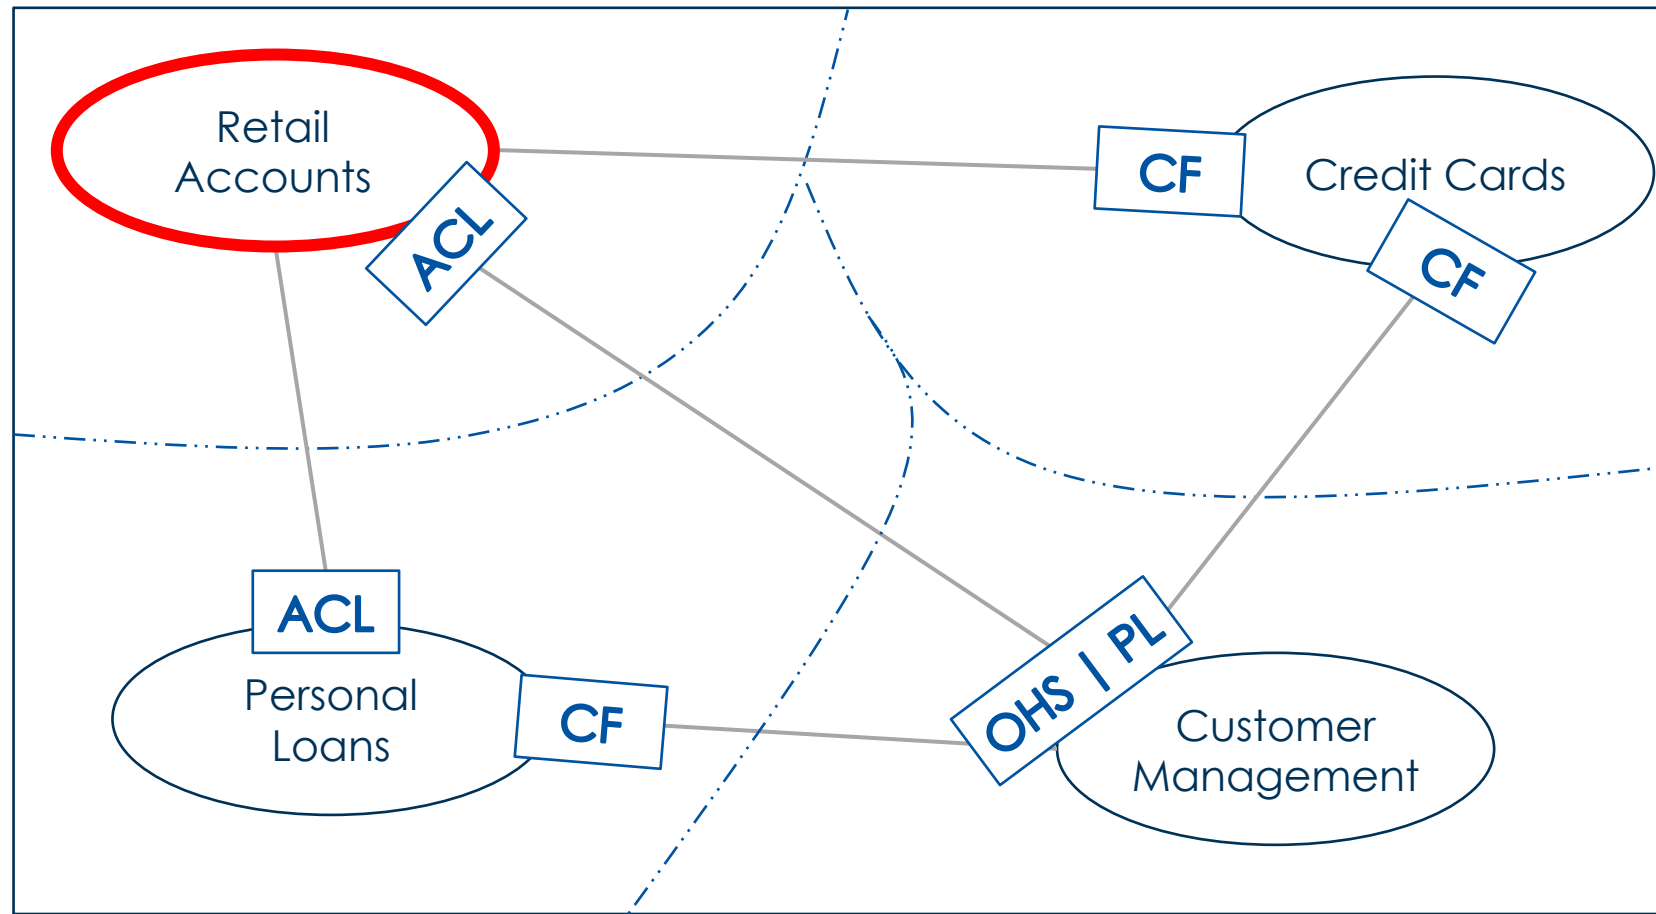 Retail
Accounts
ACL
CF
Credit Cards
CF
ACL
Personal
Loans
CF
OHS | PL
Customer
Management